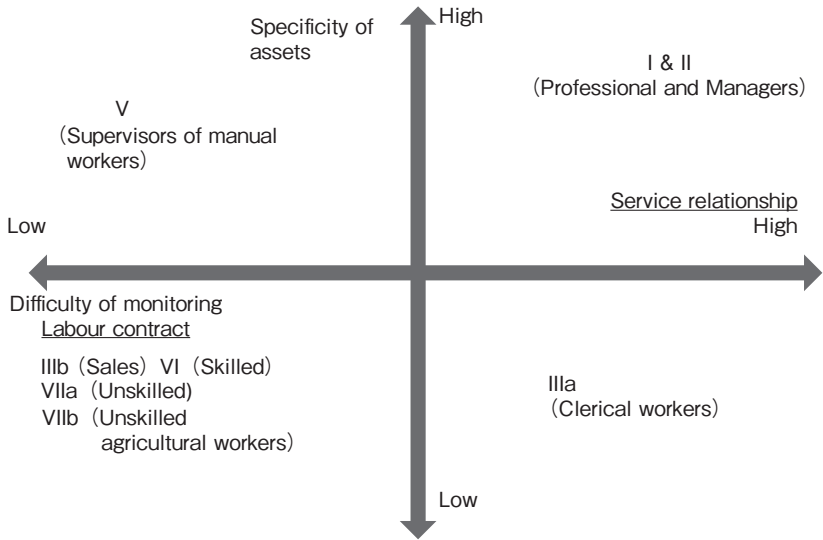 Specificity of
assets
High
I & II
(Professional and Managers)
V
(Supervisors of manual
workers)
Service relationship
High
Low
Difficulty of monitoring
Labour contract
IIIb (Sales) VI (Skilled)
VIIa (Unskilled)
VIIb (Unskilled
agricultural workers)
IIIa
(Clerical workers)
Low